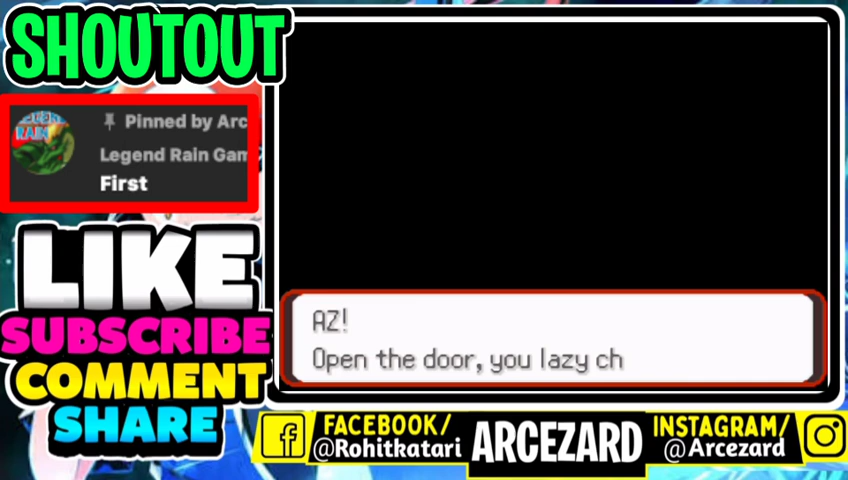 SHOUTOUT
Pinned by Arc
Legend Rain Gam
First
LIKE
SUBSCRIBE
COMMENT
SHARE
AZ!
Open the door, you lazy ch
FACEBOOK/
@Rohitkatari
ARCEZARD
INSTAGRAM/
@Arcezard